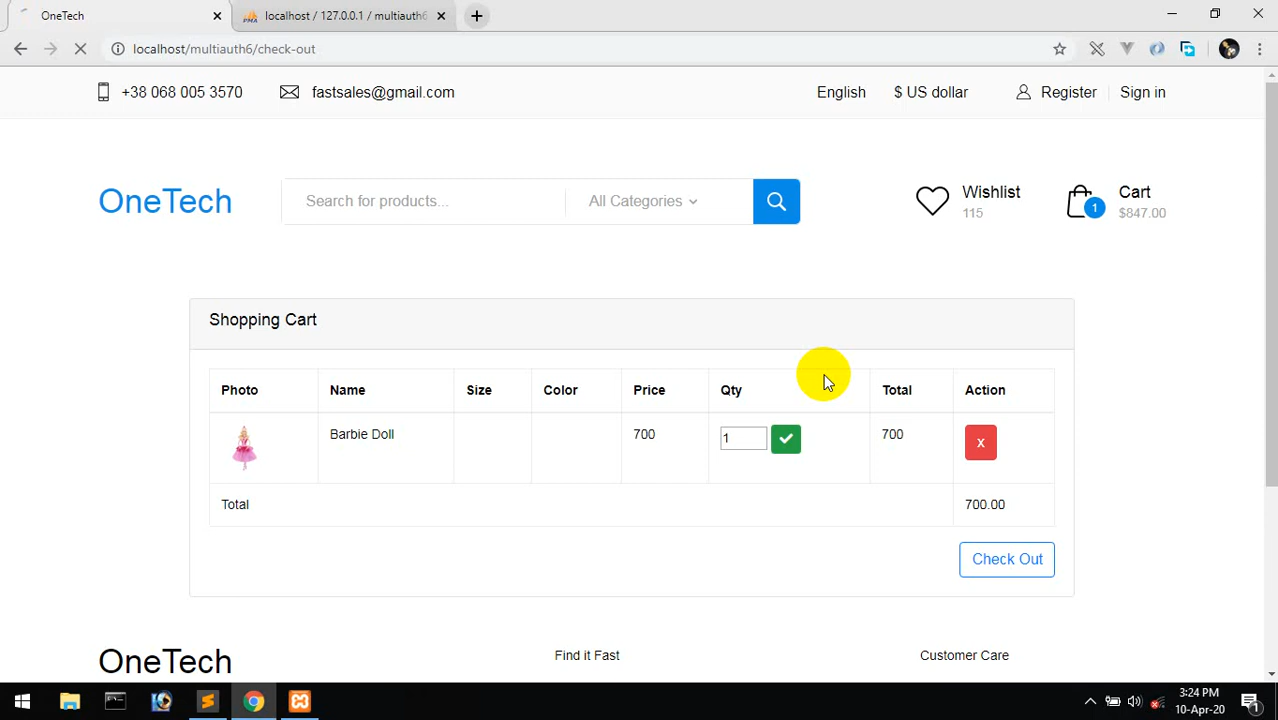 OneTech
localhost / 127.0.0.1 / multiauth6
localhost/multiauth6/check-out
+38 068 005 3570
fastsales@gmail.com
English
$ US dollar
Register
Sign in
OneTech
Search for products...
All Categories
Wishlist
115
1
Cart
$847.00
Shopping Cart
Photo Name Size Color Price Qty Total Action
Barbie Doll 700 1 700 x
Total 700.00
Check Out
OneTech
Find it Fast
Customer Care
3:24 PM
10-Apr-20
1